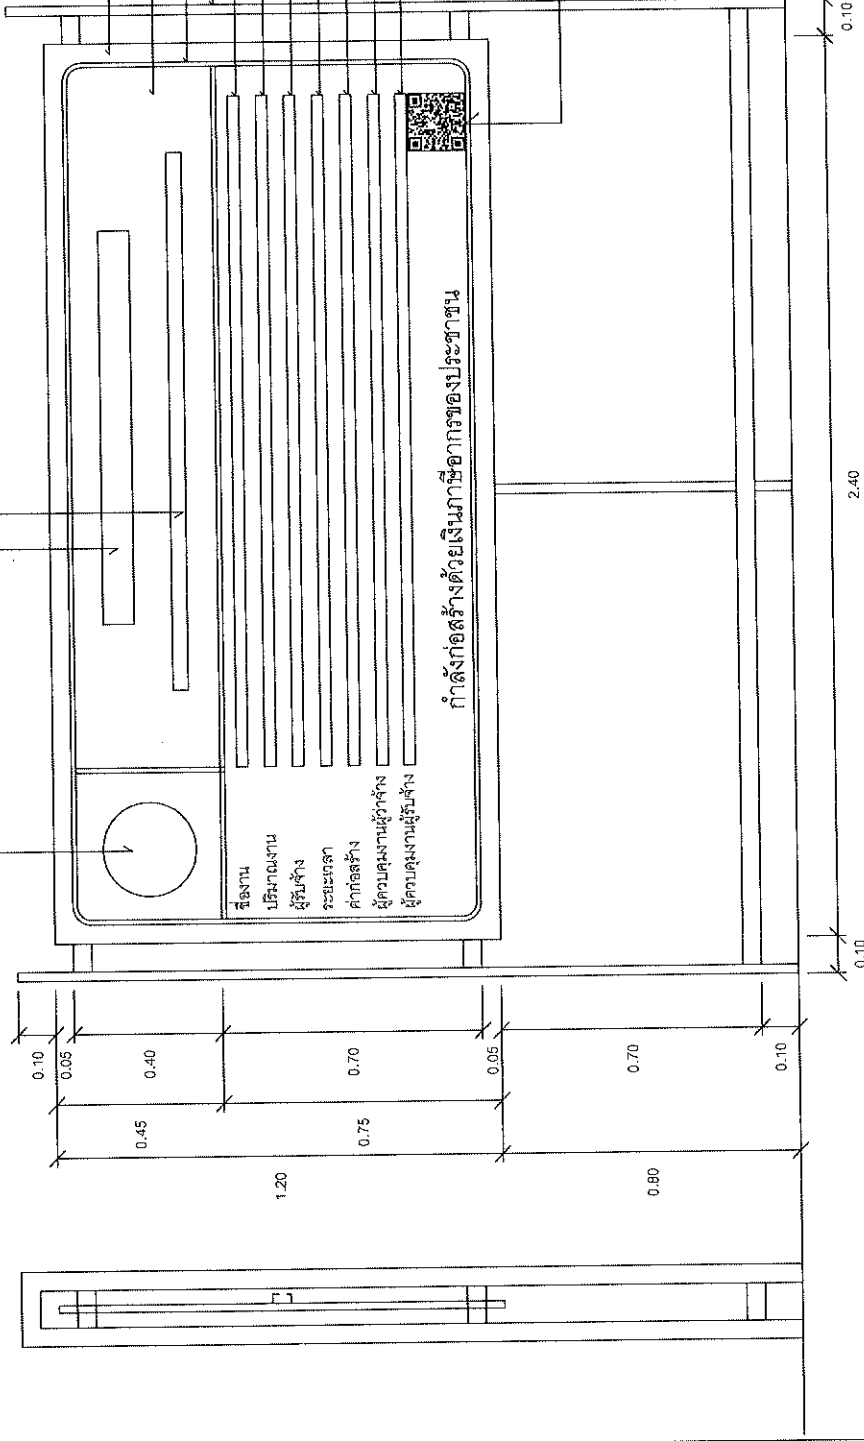 ชื่องาน
ปริมาณงาน
ผู้รับจ้าง
ระยะเวลา
ค่าก่อสร้าง
ผู้ควบคุมงานผู้ว่าจ้าง
ผู้ควบคุมงานผู้รับจ้าง
กำลังก่อสร้างด้วยเงินภาษีอากรของประชาชน
0.10
0.05
0.40
0.70
0.05
0.70
0.10
0.45
0.75
1.20
0.80
0.10
2.40
0.10